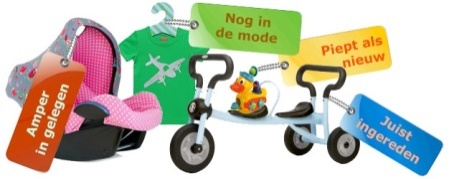 Amper
in gelegen
Nog in
de mode
Piept als
nieuw
Juist
ingereden